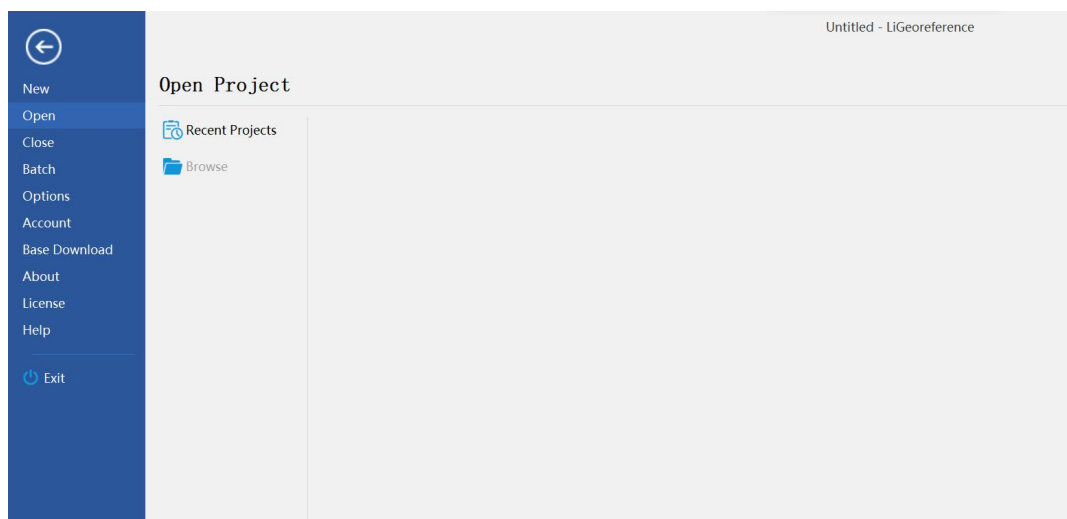 Untitled - LiGeoreference
New
Open
Close
Batch
Options
Account
Base Download
About
License
Help
Exit
Open Project
Recent Projects
Browse